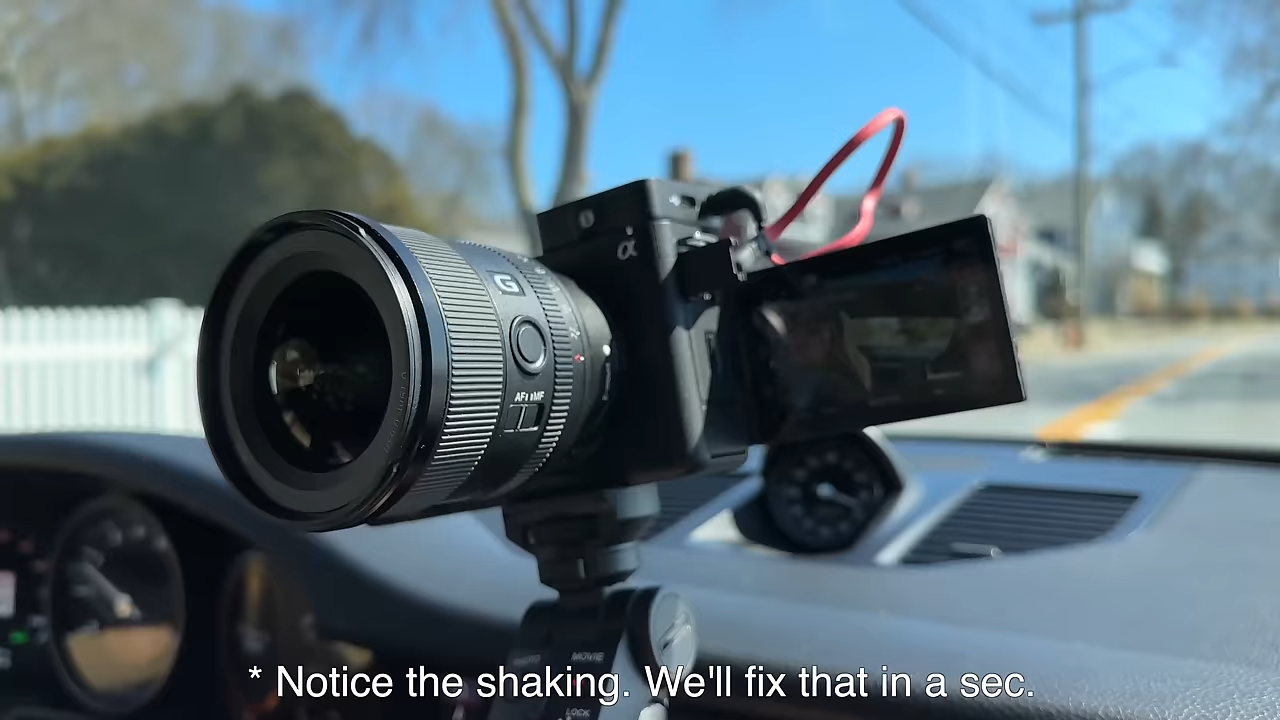 α
G
AF MF
MOVIE
LOCK
* Notice the shaking. We'll fix that in a sec.